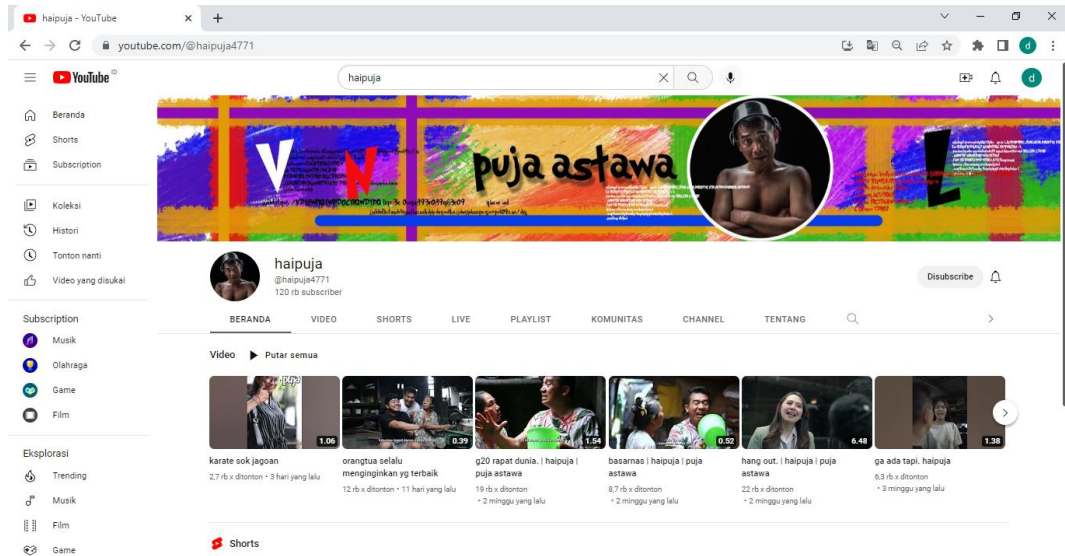 haipuja - YouTube
youtube.com/@haipuja4771
d
YouTube ID
haipuja
d
Beranda
Shorts
Subscription
Koleksi
Histori
Tonton nanti
Video yang disukai
Subscription
Musik
Olahraga
Game
Film
Eksplorasi
Trending
Musik
Film
Game
puja astawa
haipuja
@haipuja4771
120 rb subscriber
Disubscribe
BERANDA VIDEO SHORTS LIVE PLAYLIST KOMUNITAS CHANNEL TENTANG
Video Putar semua
1.06
karate sok jagoan
2,7 rb x ditonton • 3 hari yang lalu
0.39
orangtua selalu
menginginkan yg terbaik
12 rb x ditonton • 11 hari yang lalu
1.54
g20 rapat dunia. | haipuja |
puja astawa
19 rb x ditonton
• 2 minggu yang lalu
0.52
basarnas | haipuja | puja
astawa
8,7 rb x ditonton
• 2 minggu yang lalu
6.48
hang out. | haipuja | puja
astawa
22 rb x ditonton
• 2 minggu yang lalu
1.38
ga ada tapi. haipuja
6,3 rb x ditonton
• 3 minggu yang lalu
Shorts